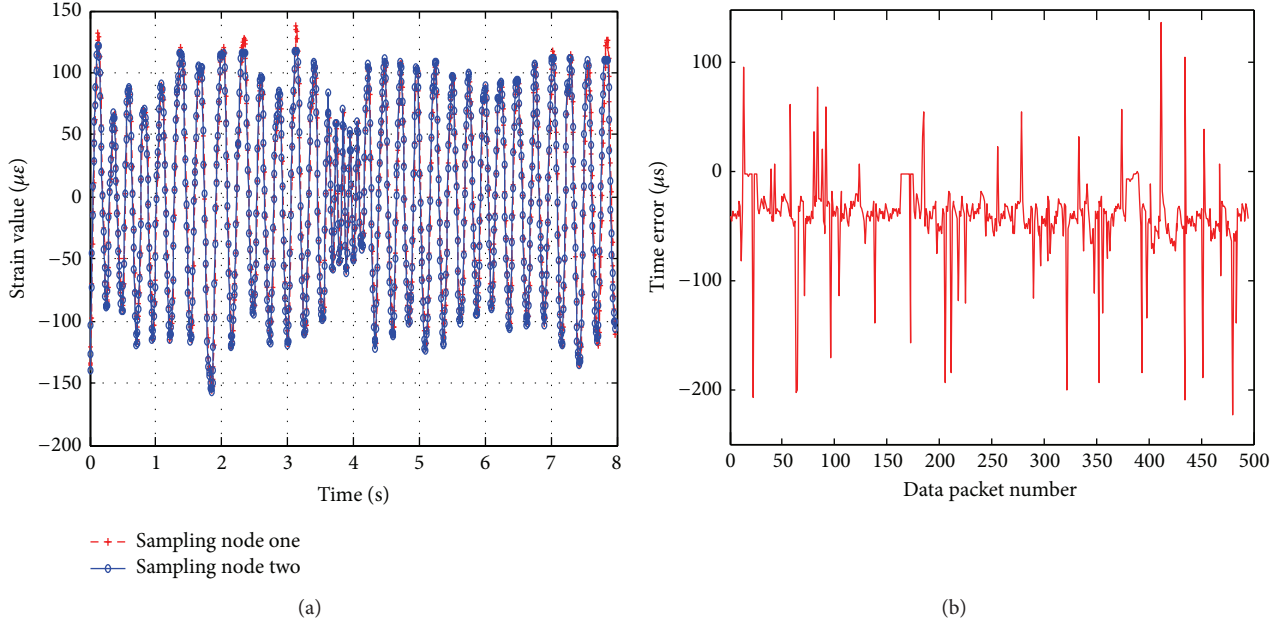 150
100
50
0
−50
−100
−150
−200
Strain value (με)
0 1 2 3 4 5 6 7 8
Time (s)
Sampling node one
Sampling node two
(a)
100
0
−100
−200
Time error (μs)
0 50 100 150 200 250 300 350 400 450 500
Data packet number
(b)